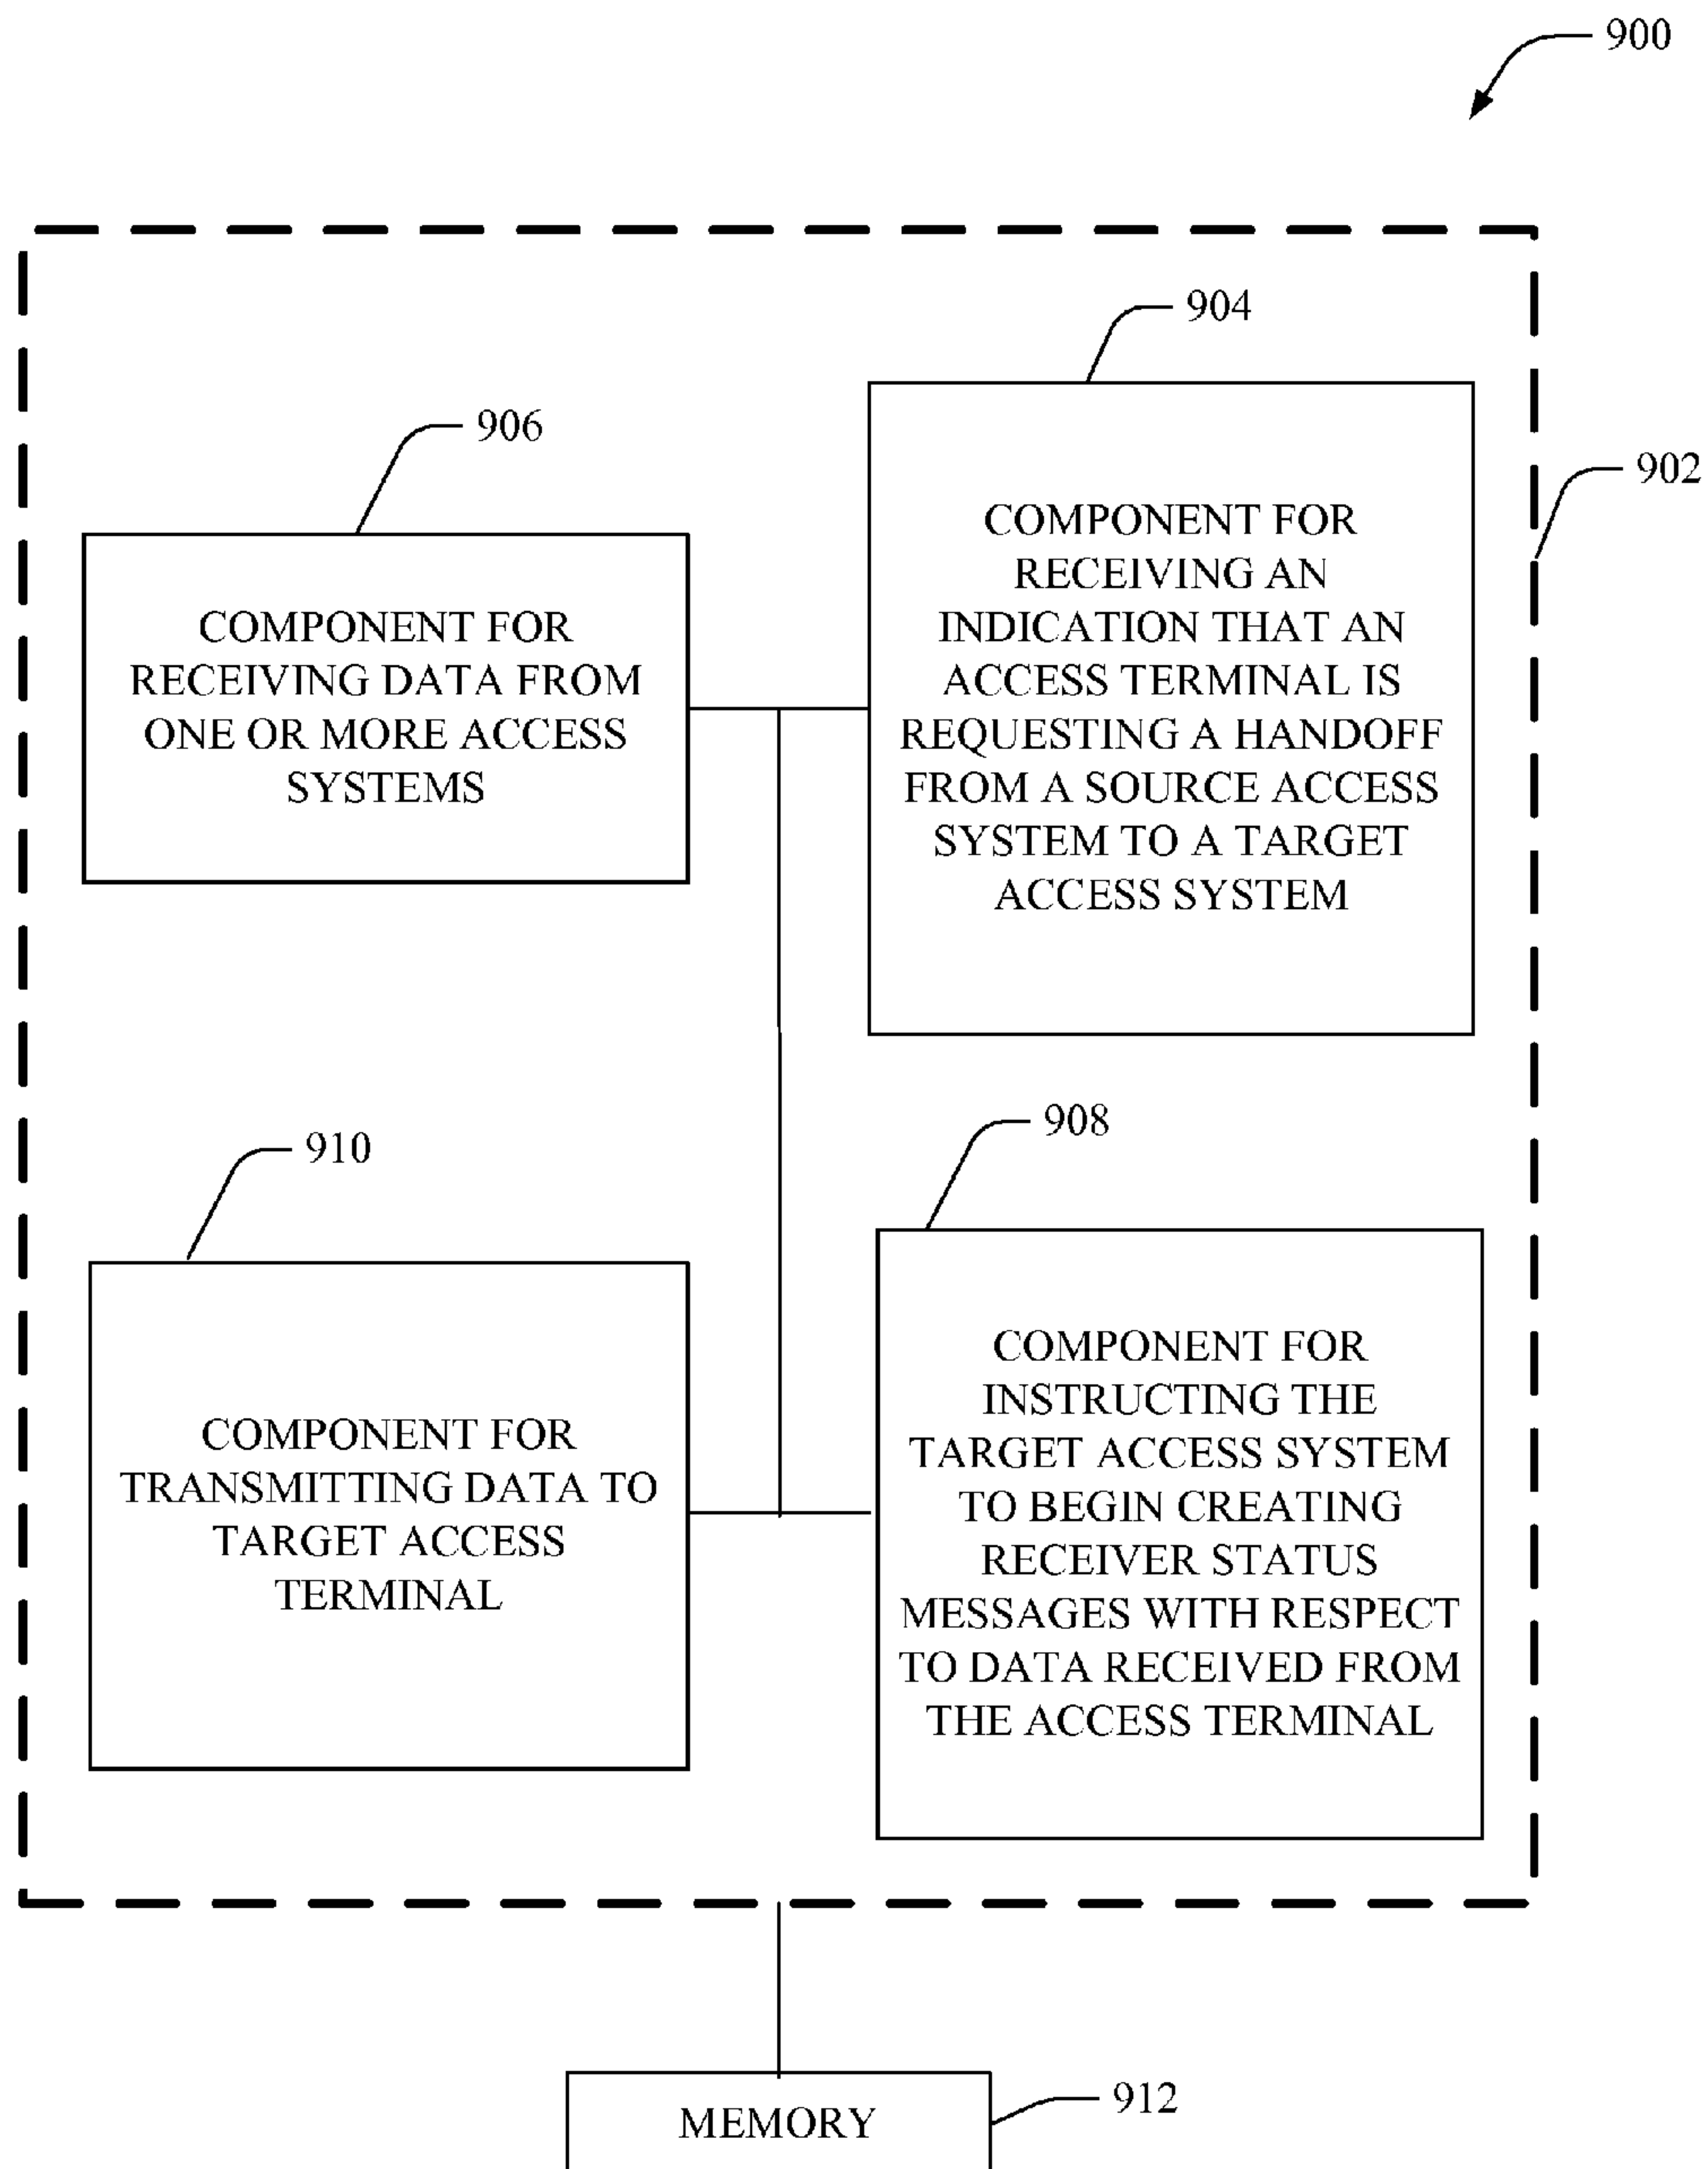 900
904
906
902
COMPONENT FOR
RECEIVING AN
INDICATION THAT AN
ACCESS TERMINAL IS
REQUESTING A HANDOFF
FROM A SOURCE ACCESS
SYSTEM TO A TARGET
ACCESS SYSTEM
COMPONENT FOR
RECEIVING DATA FROM
ONE OR MORE ACCESS
SYSTEMS
908
910
COMPONENT FOR
INSTRUCTING THE
TARGET ACCESS SYSTEM
TO BEGIN CREATING
RECEIVER STATUS
MESSAGES WITH RESPECT
TO DATA RECEIVED FROM
THE ACCESS TERMINAL
COMPONENT FOR
TRANSMITTING DATA TO
TARGET ACCESS
TERMINAL
912
MEMORY